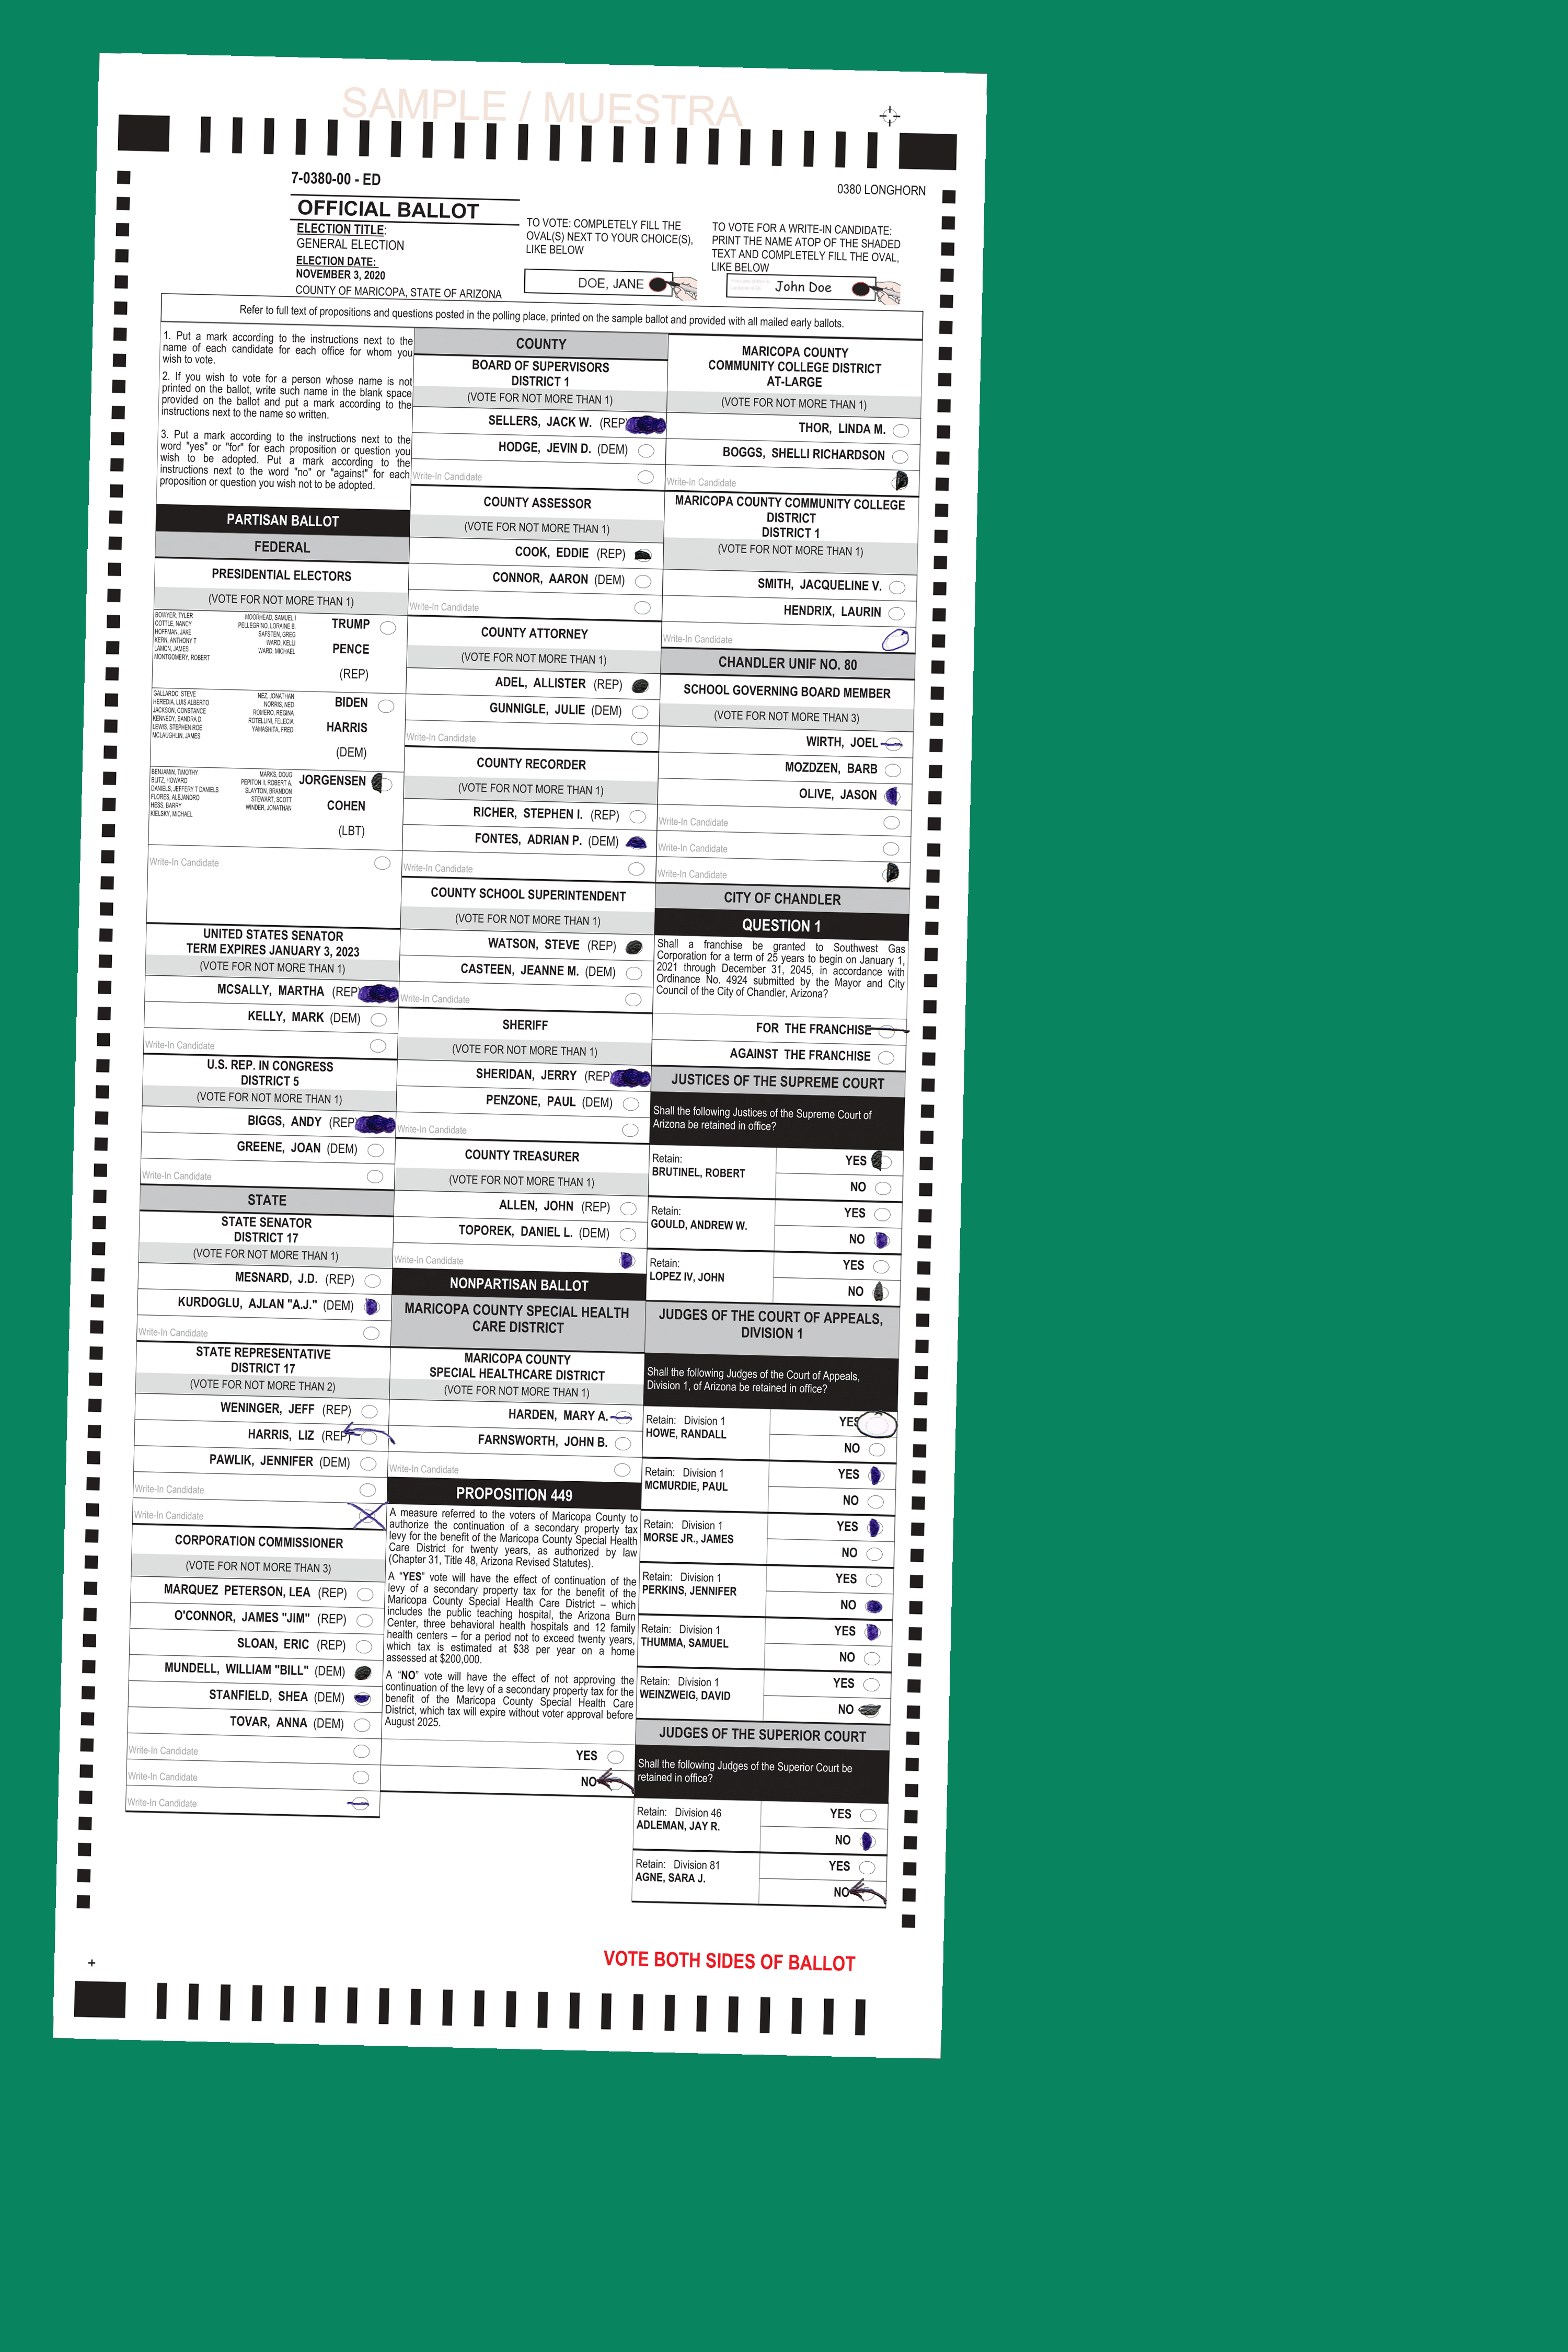 SAMPLE / MUESTRA
7-0380-00 - ED
0380 LONGHORN
OFFICIAL BALLOT
ELECTION TITLE:
GENERAL ELECTION
ELECTION DATE:
NOVEMBER 3, 2020
COUNTY OF MARICOPA, STATE OF ARIZONA
TO VOTE: COMPLETELY FILL THE
OVAL(S) NEXT TO YOUR CHOICE(S),
LIKE BELOW
DOE, JANE
TO VOTE FOR A WRITE-IN CANDIDATE:
PRINT THE NAME ATOP OF THE SHADED
TEXT AND COMPLETELY FILL THE OVAL,
LIKE BELOW
John Doe
Refer to full text of propositions and questions posted in the polling place, printed on the sample ballot and provided with all mailed early ballots.
1. Put a mark according to the instructions next to the
name of each candidate for each office for whom you
wish to vote.
2. If you wish to vote for a person whose name is not
printed on the ballot, write such name in the blank space
provided on the ballot and put a mark according to the
instructions next to the name so written.
3. Put a mark according to the instructions next to the
word "yes" or "for" for each proposition or question you
wish to be adopted. Put a mark according to the
instructions next to the word "no" or "against" for each
proposition or question you wish not to be adopted.
PARTISAN BALLOT
FEDERAL
PRESIDENTIAL ELECTORS
(VOTE FOR NOT MORE THAN 1)
BOWYER, TYLER
COTTLE, NANCY
HOFFMAN, JAKE
KERN, ANTHONY T
LAMON, JAMES
MONTGOMERY, ROBERT
MOORHEAD, SAMUEL I
PELLEGRINO, LORAINE B.
SAFSTEN, GREG
WARD, KELLI
WARD, MICHAEL
TRUMP
PENCE
(REP)
GALLARDO, STEVE
HEREDIA, LUIS ALBERTO
JACKSON, CONSTANCE
KENNEDY, SANDRA D.
LEWIS, STEPHEN ROE
MCLAUGHLIN, JAMES
NEZ, JONATHAN
NORRIS, NED
ROMERO, REGINA
ROTELLINI, FELECIA
YAMASHITA, FRED
BIDEN
HARRIS
(DEM)
BENJAMIN, TIMOTHY
BLITZ, HOWARD
DANIELS, JEFFERY T DANIELS
FLORES, ALEJANDRO
HESS, BARRY
KIELSKY, MICHAEL
MARKS, DOUG
PEPITON II, ROBERT A.
SLAYTON, BRANDON
STEWART, SCOTT
WINDER, JONATHAN
JORGENSEN
COHEN
(LBT)
Write-In Candidate
UNITED STATES SENATOR
TERM EXPIRES JANUARY 3, 2023
(VOTE FOR NOT MORE THAN 1)
MCSALLY, MARTHA (REP)
KELLY, MARK (DEM)
Write-In Candidate
U.S. REP. IN CONGRESS
DISTRICT 5
(VOTE FOR NOT MORE THAN 1)
BIGGS, ANDY (REP)
GREENE, JOAN (DEM)
Write-In Candidate
STATE
STATE SENATOR
DISTRICT 17
(VOTE FOR NOT MORE THAN 1)
MESNARD, J.D. (REP)
KURDOGLU, AJLAN "A.J." (DEM)
Write-In Candidate
STATE REPRESENTATIVE
DISTRICT 17
(VOTE FOR NOT MORE THAN 2)
WENINGER, JEFF (REP)
HARRIS, LIZ (REP)
PAWLIK, JENNIFER (DEM)
Write-In Candidate
Write-In Candidate
CORPORATION COMMISSIONER
(VOTE FOR NOT MORE THAN 3)
MARQUEZ PETERSON, LEA (REP)
O'CONNOR, JAMES "JIM" (REP)
SLOAN, ERIC (REP)
MUNDELL, WILLIAM "BILL" (DEM)
STANFIELD, SHEA (DEM)
TOVAR, ANNA (DEM)
Write-In Candidate
Write-In Candidate
Write-In Candidate
COUNTY
BOARD OF SUPERVISORS
DISTRICT 1
(VOTE FOR NOT MORE THAN 1)
SELLERS, JACK W. (REP)
HODGE, JEVIN D. (DEM)
Write-In Candidate
COUNTY ASSESSOR
(VOTE FOR NOT MORE THAN 1)
COOK, EDDIE (REP)
CONNOR, AARON (DEM)
Write-In Candidate
COUNTY ATTORNEY
(VOTE FOR NOT MORE THAN 1)
ADEL, ALLISTER (REP)
GUNNIGLE, JULIE (DEM)
Write-In Candidate
COUNTY RECORDER
(VOTE FOR NOT MORE THAN 1)
RICHER, STEPHEN I. (REP)
FONTES, ADRIAN P. (DEM)
Write-In Candidate
COUNTY SCHOOL SUPERINTENDENT
(VOTE FOR NOT MORE THAN 1)
WATSON, STEVE (REP)
CASTEEN, JEANNE M. (DEM)
Write-In Candidate
SHERIFF
(VOTE FOR NOT MORE THAN 1)
SHERIDAN, JERRY (REP)
PENZONE, PAUL (DEM)
Write-In Candidate
COUNTY TREASURER
(VOTE FOR NOT MORE THAN 1)
ALLEN, JOHN (REP)
TOPOREK, DANIEL L. (DEM)
Write-In Candidate
NONPARTISAN BALLOT
MARICOPA COUNTY SPECIAL HEALTH
CARE DISTRICT
MARICOPA COUNTY
SPECIAL HEALTHCARE DISTRICT
(VOTE FOR NOT MORE THAN 1)
HARDEN, MARY A.
FARNSWORTH, JOHN B.
Write-In Candidate
PROPOSITION 449
A measure referred to the voters of Maricopa County to
authorize the continuation of a secondary property tax
levy for the benefit of the Maricopa County Special Health
Care District for twenty years, as authorized by law
(Chapter 31, Title 48, Arizona Revised Statutes).
A “YES” vote will have the effect of continuation of the
levy of a secondary property tax for the benefit of the
Maricopa County Special Health Care District – which
includes the public teaching hospital, the Arizona Burn
Center, three behavioral health hospitals and 12 family
health centers – for a period not to exceed twenty years,
which tax is estimated at $38 per year on a home
assessed at $200,000.
A “NO” vote will have the effect of not approving the
continuation of the levy of a secondary property tax for the
benefit of the Maricopa County Special Health Care
District, which tax will expire without voter approval before
August 2025.
YES
NO
MARICOPA COUNTY
COMMUNITY COLLEGE DISTRICT
AT-LARGE
(VOTE FOR NOT MORE THAN 1)
THOR, LINDA M.
BOGGS, SHELLI RICHARDSON
Write-In Candidate
MARICOPA COUNTY COMMUNITY COLLEGE
DISTRICT
DISTRICT 1
(VOTE FOR NOT MORE THAN 1)
SMITH, JACQUELINE V.
HENDRIX, LAURIN
Write-In Candidate
CHANDLER UNIF NO. 80
SCHOOL GOVERNING BOARD MEMBER
(VOTE FOR NOT MORE THAN 3)
WIRTH, JOEL
MOZDZEN, BARB
OLIVE, JASON
Write-In Candidate
Write-In Candidate
Write-In Candidate
CITY OF CHANDLER
QUESTION 1
Shall a franchise be granted to Southwest Gas
Corporation for a term of 25 years to begin on January 1,
2021 through December 31, 2045, in accordance with
Ordinance No. 4924 submitted by the Mayor and City
Council of the City of Chandler, Arizona?
FOR THE FRANCHISE
AGAINST THE FRANCHISE
JUSTICES OF THE SUPREME COURT
Shall the following Justices of the Supreme Court of
Arizona be retained in office?
Retain:
BRUTINEL, ROBERT
YES
NO
Retain:
GOULD, ANDREW W.
YES
NO
Retain:
LOPEZ IV, JOHN
YES
NO
JUDGES OF THE COURT OF APPEALS,
DIVISION 1
Shall the following Judges of the Court of Appeals,
Division 1, of Arizona be retained in office?
Retain: Division 1
HOWE, RANDALL
YES
NO
Retain: Division 1
MCMURDIE, PAUL
YES
NO
Retain: Division 1
MORSE JR., JAMES
YES
NO
Retain: Division 1
PERKINS, JENNIFER
YES
NO
Retain: Division 1
THUMMA, SAMUEL
YES
NO
Retain: Division 1
WEINZWEIG, DAVID
YES
NO
JUDGES OF THE SUPERIOR COURT
Shall the following Judges of the Superior Court be
retained in office?
Retain: Division 46
ADLEMAN, JAY R.
YES
NO
Retain: Division 81
AGNE, SARA J.
YES
NO
VOTE BOTH SIDES OF BALLOT